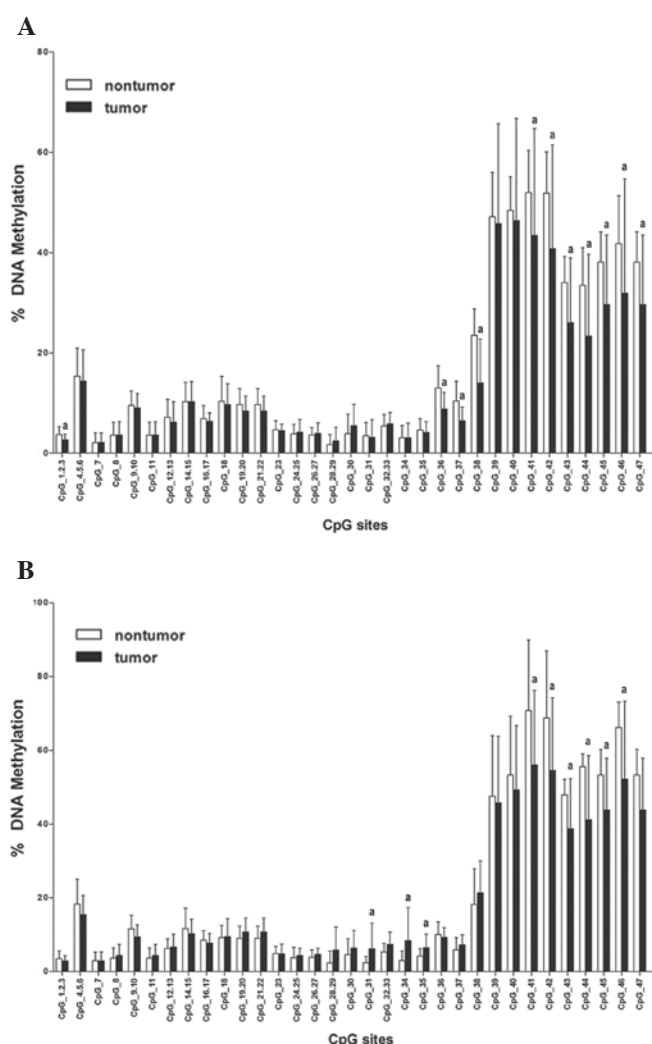 A
80
60
40
20
0
% DNA Methylation
nontumor
tumor
a
a
a
a
a
a
a
a
a
a
a
CpG_1.2.3
CpG_4.5.6
CpG_7
CpG_8
CpG_9.10
CpG_11
CpG_12.13
CpG_14.15
CpG_16.17
CpG_18
CpG_19.20
CpG_21.22
CpG_23
CpG_24.25
CpG_26.27
CpG_28.29
CpG_30
CpG_31
CpG_32.33
CpG_34
CpG_35
CpG_36
CpG_37
CpG_38
CpG_39
CpG_40
CpG_41
CpG_42
CpG_43
CpG_44
CpG_45
CpG_46
CpG_47
CpG sites
B
100
80
60
40
20
0
% DNA Methylation
nontumor
tumor
a
a
a
a
a
a
a
a
a
CpG_1.2.3
CpG_4.5.6
CpG_7
CpG_8
CpG_9.10
CpG_11
CpG_12.13
CpG_14.15
CpG_16.17
CpG_18
CpG_19.20
CpG_21.22
CpG_23
CpG_24.25
CpG_26.27
CpG_28.29
CpG_30
CpG_31
CpG_32.33
CpG_34
CpG_35
CpG_36
CpG_37
CpG_38
CpG_39
CpG_40
CpG_41
CpG_42
CpG_43
CpG_44
CpG_45
CpG_46
CpG_47
CpG sites